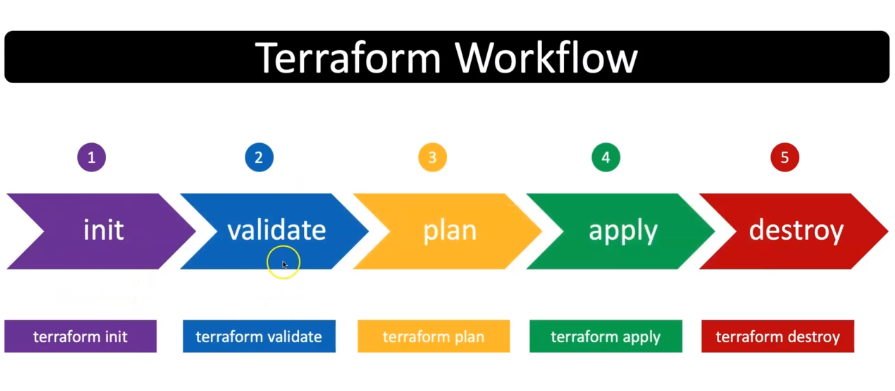 Terraform Workflow
1 2 3 4 5
init validate plan apply destroy
terraform init terraform validate terraform plan terraform apply terraform destroy